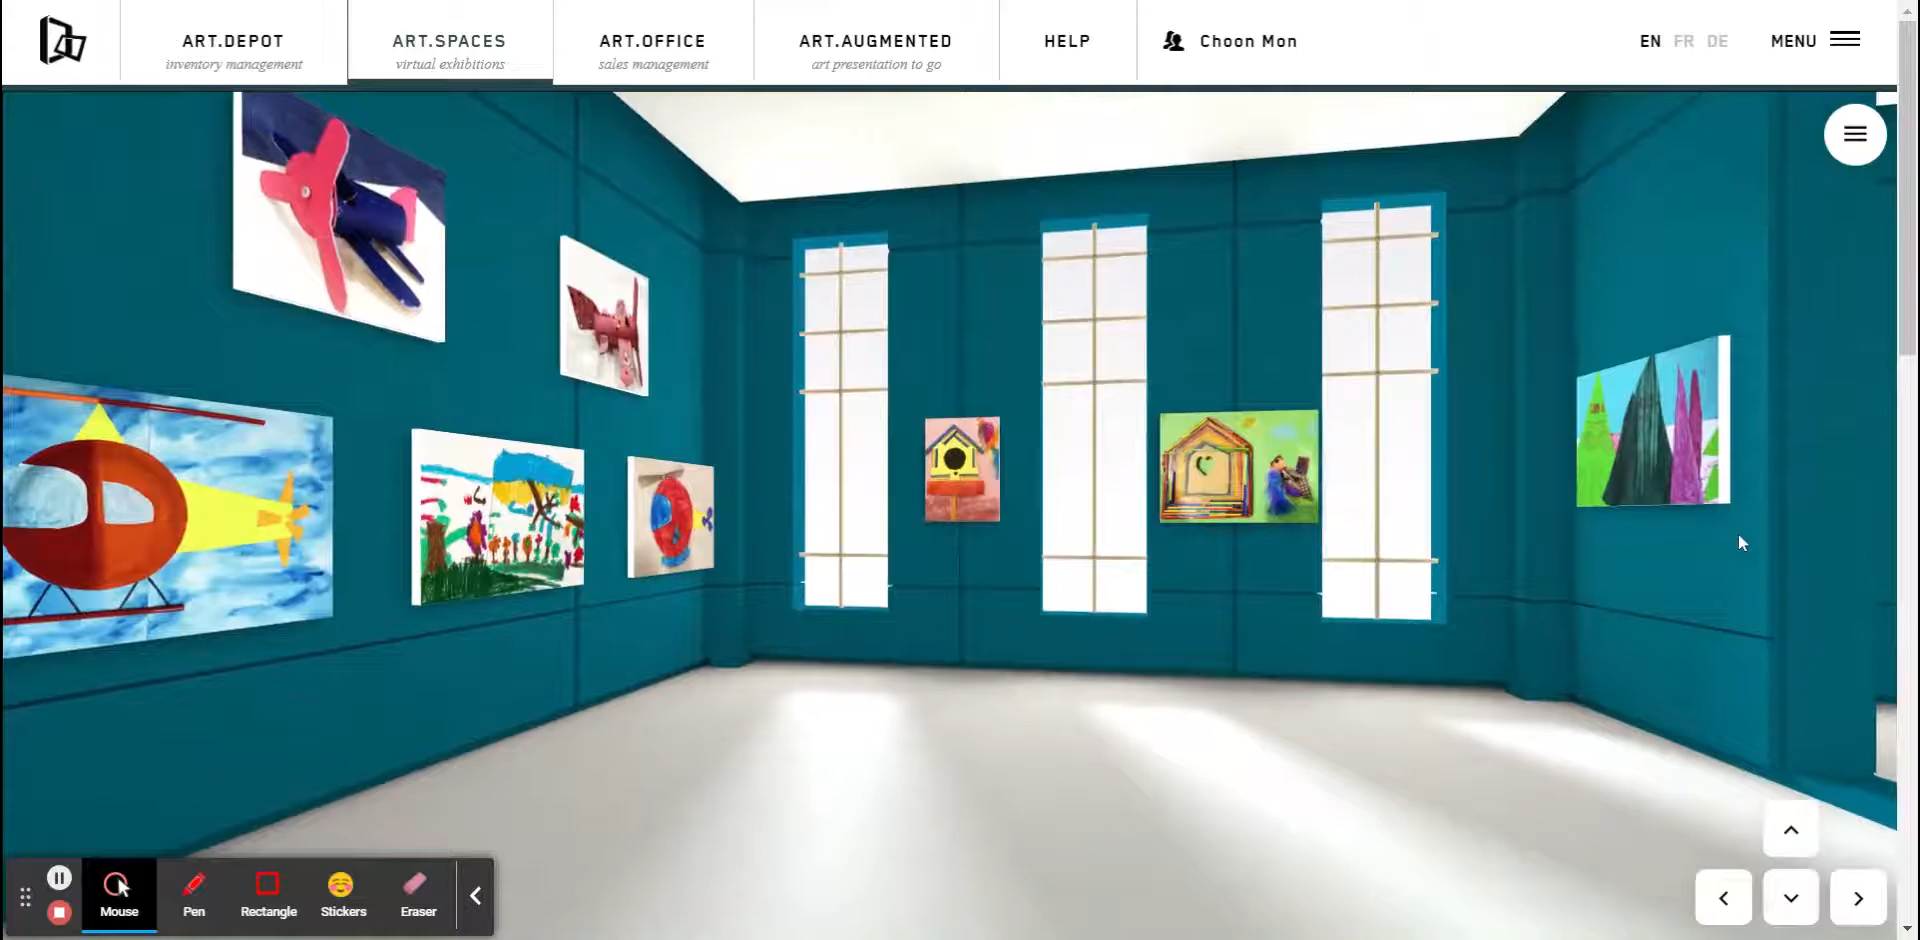 ART.DEPOT
inventory management
ART.SPACES
virtual exhibitions
ART.OFFICE
sales management
ART.AUGMENTED
art presentation to go
HELP
Choon Mon
EN FR DE
MENU
Mouse
Pen
Rectangle
Stickers
Eraser